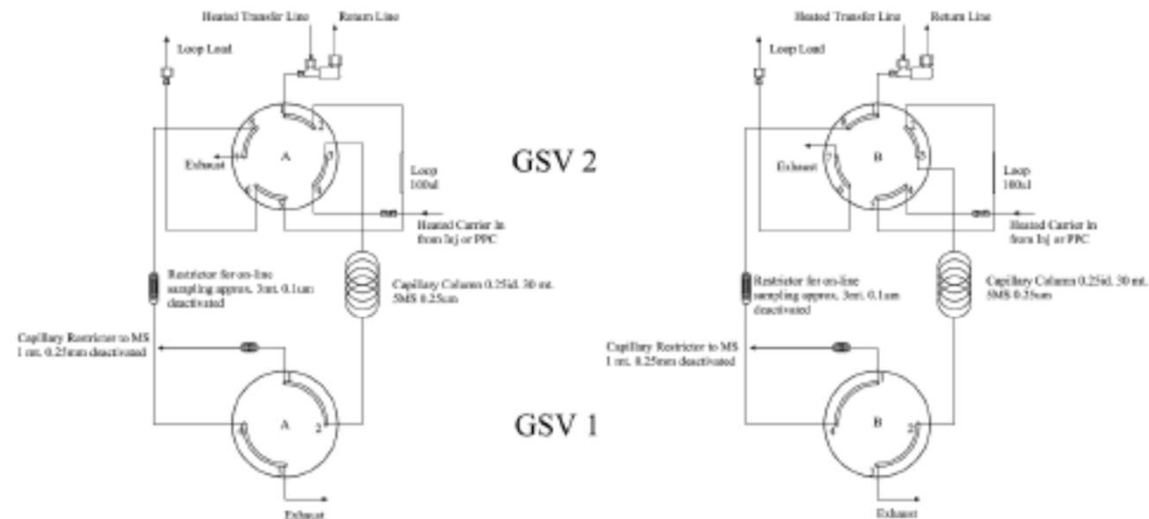 Heated Transfer Line
Return Line
Loop Load
A
Exhaust
Loop
100ul
Heated Carrier In
from Inj or PPC
Restrictor for on-line
sampling approx. 3mt. 0.1um
deactivated
Capillary Column 0.25id. 30 mt.
5MS 0.25um
Capillary Restrictor to MS
1 mt. 0.25mm deactivated
A
2
Exhaust
GSV 2
GSV 1
Heated Transfer Line
Return Line
Loop Load
B
Exhaust
Loop
100ul
Heated Carrier In
from Inj or PPC
Restrictor for on-line
sampling approx. 3mt. 0.1um
deactivated
Capillary Column 0.25id. 30 mt.
5MS 0.25um
Capillary Restrictor to MS
1 mt. 0.25mm deactivated
B
2
Exhaust